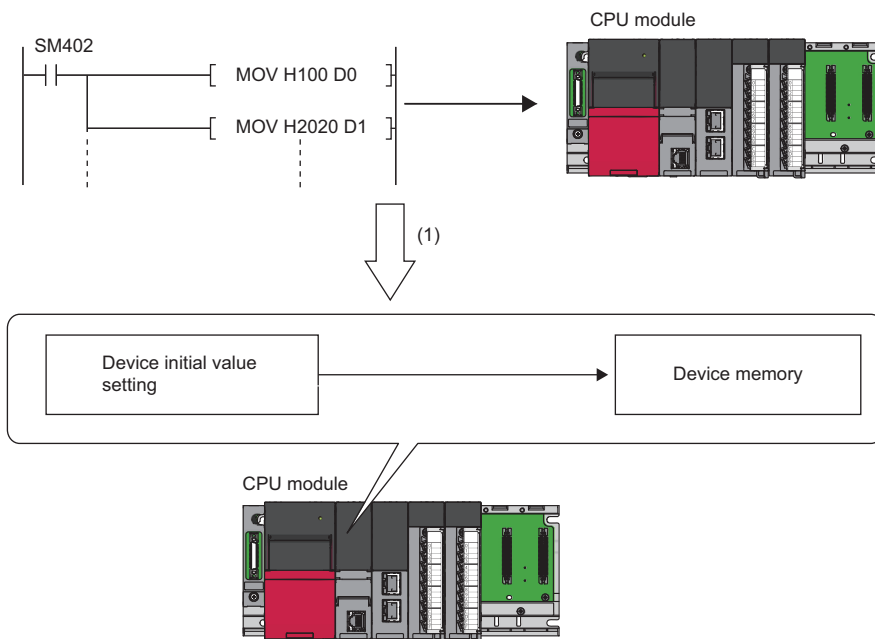 CPU module
SM402
MOV H100 D0
MOV H2020 D1
(1)
Device initial value
setting
Device memory
CPU module